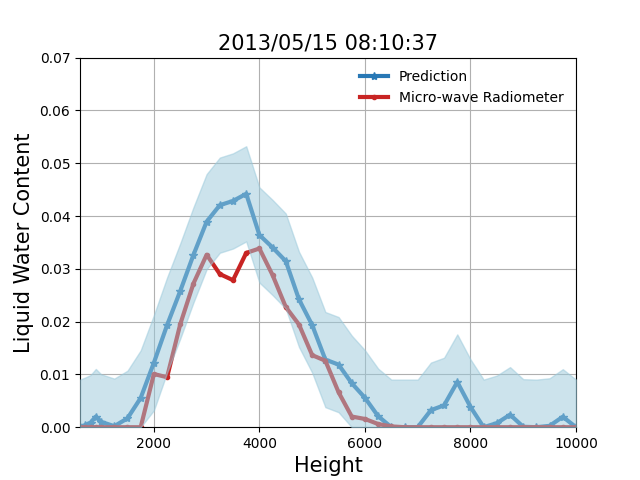 2013/05/15 08:10:37
Prediction
Micro-wave Radiometer
Liquid Water Content
0.07
0.06
0.05
0.04
0.03
0.02
0.01
0.00
2000 4000 6000 8000 10000
Height